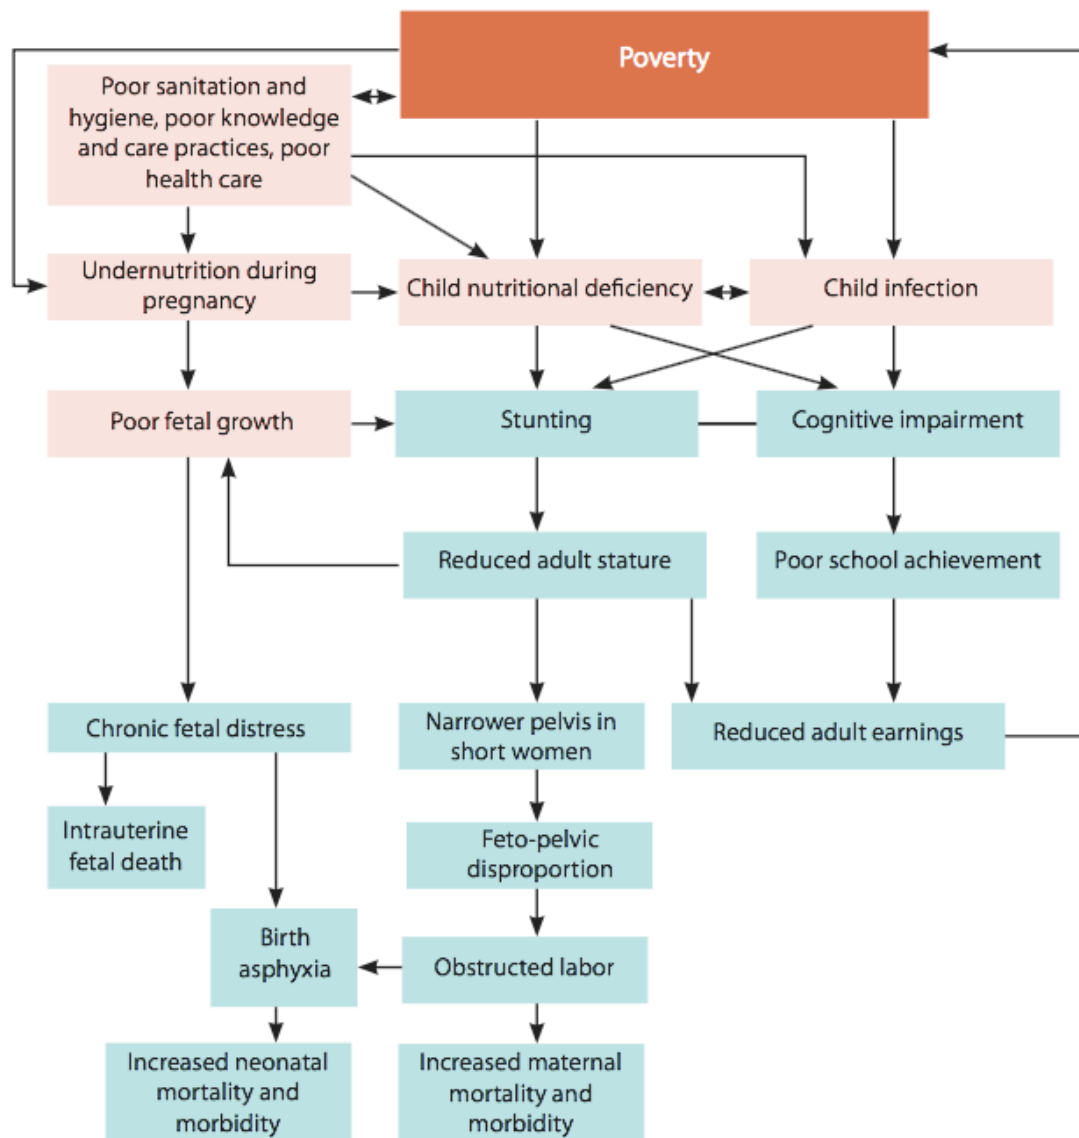 Poverty
Poor sanitation and
hygiene, poor knowledge
and care practices, poor
health care
Undernutrition during
pregnancy
Child nutritional deficiency
Child infection
Poor fetal growth
Stunting
Cognitive impairment
Reduced adult stature
Poor school achievement
Chronic fetal distress
Narrower pelvis in
short women
Reduced adult earnings
Intrauterine
fetal death
Feto-pelvic
disproportion
Birth
asphyxia
Obstructed labor
Increased neonatal
mortality and
morbidity
Increased maternal
mortality and
morbidity